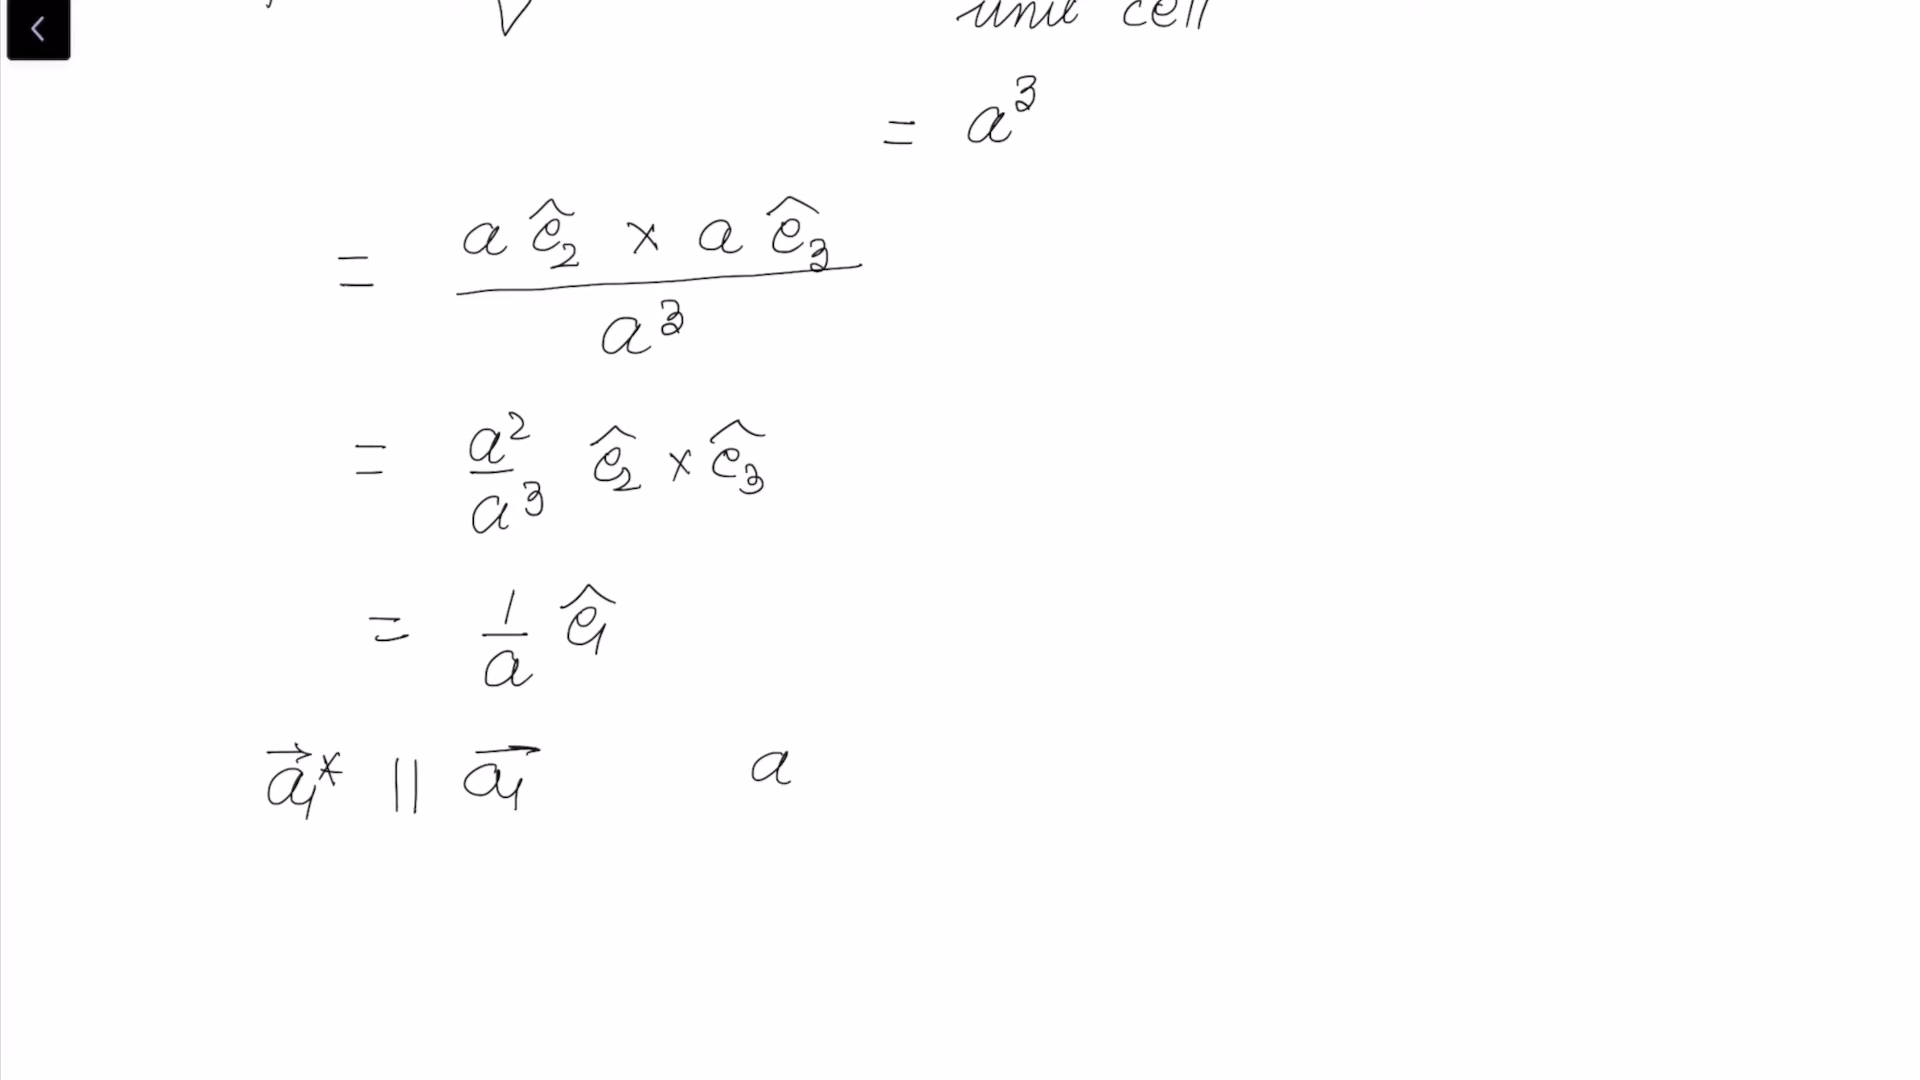 V unit cell
= a³
= a ê₂ × a ê₃ / a³
= a²/a³ ê₂ × ê₃
= 1/a ê₁
a⃗₁* || a⃗₁ a